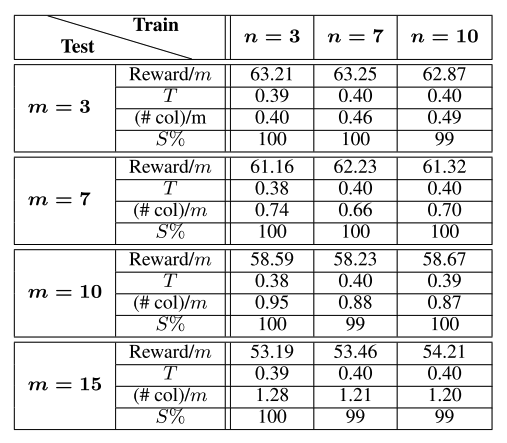 Train
Test
n = 3 n = 7 n = 10
m = 3
Reward/m 63.21 63.25 62.87
T 0.39 0.40 0.40
(# col)/m 0.40 0.46 0.49
S% 100 100 99
m = 7
Reward/m 61.16 62.23 61.32
T 0.38 0.40 0.40
(# col)/m 0.74 0.66 0.70
S% 100 100 100
m = 10
Reward/m 58.59 58.23 58.67
T 0.38 0.40 0.39
(# col)/m 0.95 0.88 0.87
S% 100 99 100
m = 15
Reward/m 53.19 53.46 54.21
T 0.39 0.40 0.40
(# col)/m 1.28 1.21 1.20
S% 100 99 99